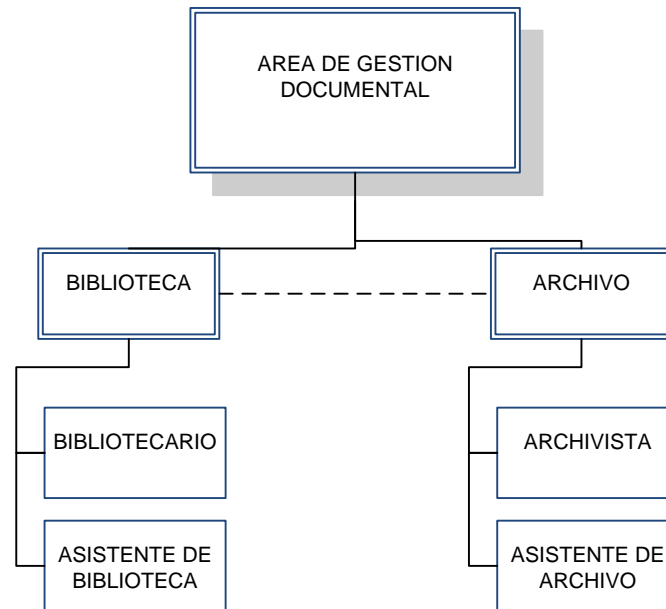 AREA DE GESTION
DOCUMENTAL
BIBLIOTECA
ARCHIVO
BIBLIOTECARIO
ARCHIVISTA
ASISTENTE DE
BIBLIOTECA
ASISTENTE DE
ARCHIVO